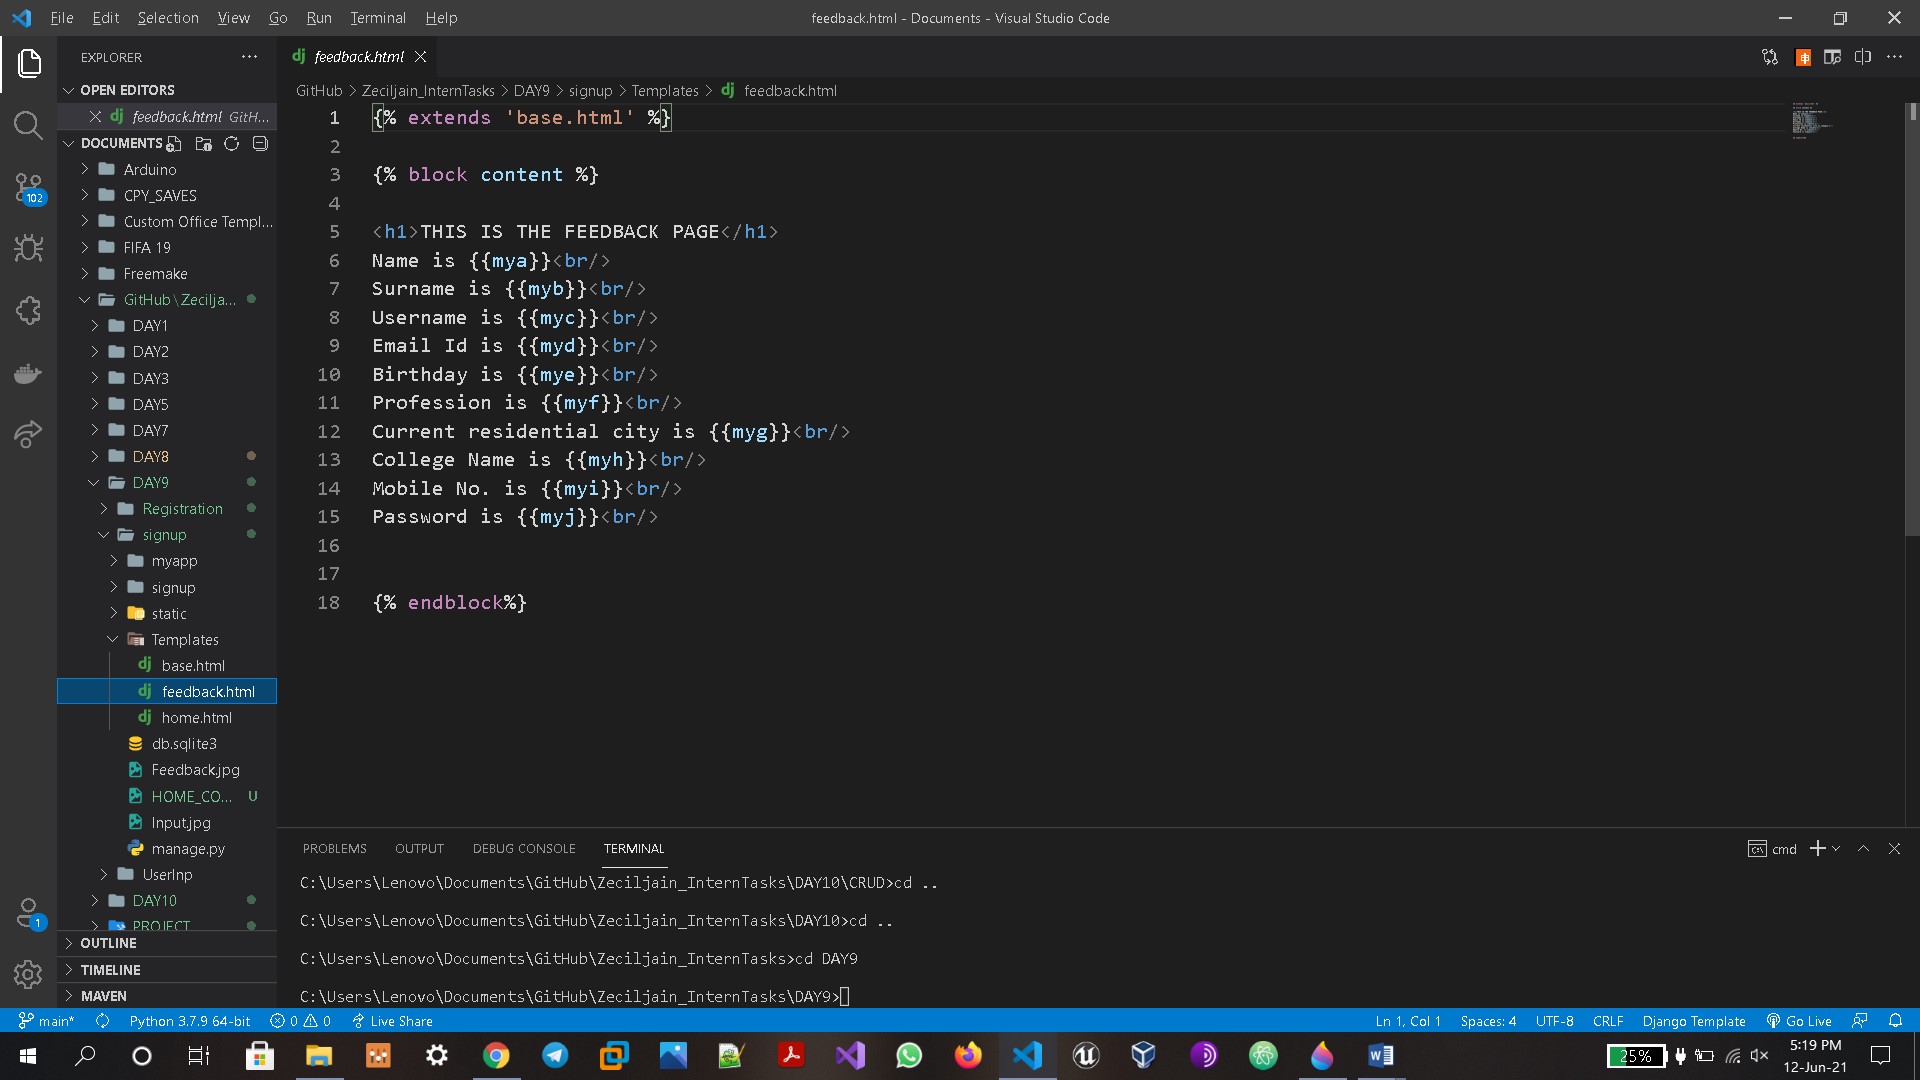 File Edit Selection View Go Run Terminal Help
feedback.html - Documents - Visual Studio Code
EXPLORER
feedback.html
OPEN EDITORS
feedback.html GitH...
DOCUMENTS
Arduino
CPY_SAVES
Custom Office Templ...
FIFA 19
Freemake
GitHub\Zecilja...
DAY1
DAY2
DAY3
DAY5
DAY7
DAY8
DAY9
Registration
signup
myapp
signup
static
Templates
base.html
feedback.html
home.html
db.sqlite3
Feedback.jpg
HOME_CO... U
Input.jpg
manage.py
UserInp
DAY10
PROJECT
OUTLINE
TIMELINE
MAVEN
102
1
GitHub > Zeciljain_InternTasks > DAY9 > signup > Templates > feedback.html
1 {% extends 'base.html' %}
2
3 {% block content %}
4
5 <h1>THIS IS THE FEEDBACK PAGE</h1>
6 Name is {{mya}}<br/>
7 Surname is {{myb}}<br/>
8 Username is {{myc}}<br/>
9 Email Id is {{myd}}<br/>
10 Birthday is {{mye}}<br/>
11 Profession is {{myf}}<br/>
12 Current residential city is {{myg}}<br/>
13 College Name is {{myh}}<br/>
14 Mobile No. is {{myi}}<br/>
15 Password is {{myj}}<br/>
16
17
18 {% endblock%}
PROBLEMS OUTPUT DEBUG CONSOLE TERMINAL
cmd
C:\Users\Lenovo\Documents\GitHub\Zeciljain_InternTasks\DAY10\CRUD>cd ..
C:\Users\Lenovo\Documents\GitHub\Zeciljain_InternTasks\DAY10>cd ..
C:\Users\Lenovo\Documents\GitHub\Zeciljain_InternTasks>cd DAY9
C:\Users\Lenovo\Documents\GitHub\Zeciljain_InternTasks\DAY9>
main* Python 3.7.9 64-bit 0 0 Live Share
Ln 1, Col 1 Spaces: 4 UTF-8 CRLF Django Template Go Live
25%
5:19 PM
12-Jun-21